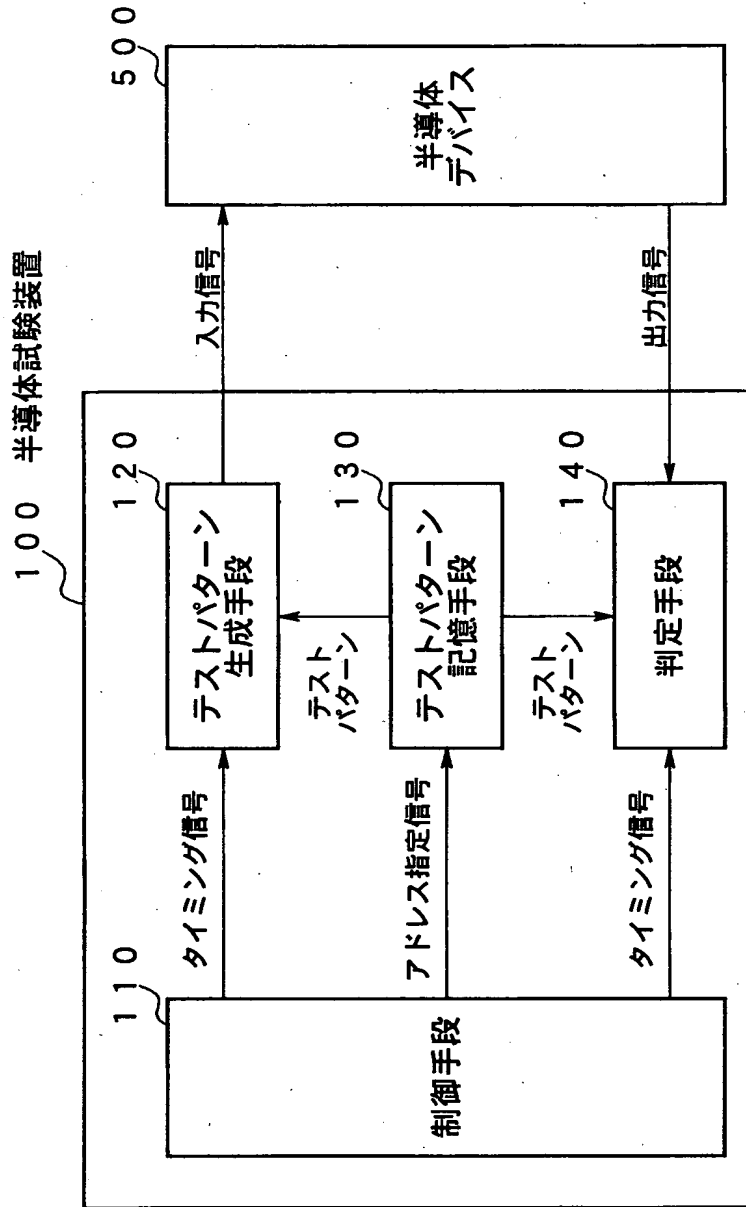 １００ 半導体試験装置
１１０
制御手段
タイミング信号
アドレス指定信号
タイミング信号
１２０
テストパターン
生成手段
テスト
パターン
１３０
テストパターン
記憶手段
テスト
パターン
１４０
判定手段
入力信号
出力信号
５００
半導体
デバイス